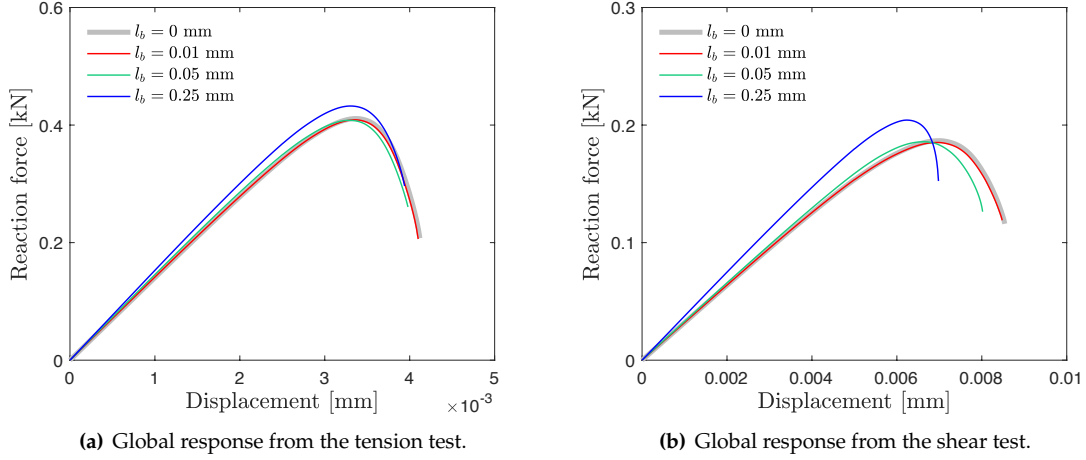 0.6
0.4
0.2
0
Reaction force [kN]
l_b = 0 mm
l_b = 0.01 mm
l_b = 0.05 mm
l_b = 0.25 mm
0 1 2 3 4 5
Displacement [mm] ×10⁻³
(a) Global response from the tension test.
0.3
0.2
0.1
0
Reaction force [kN]
l_b = 0 mm
l_b = 0.01 mm
l_b = 0.05 mm
l_b = 0.25 mm
0 0.002 0.004 0.006 0.008 0.01
Displacement [mm]
(b) Global response from the shear test.